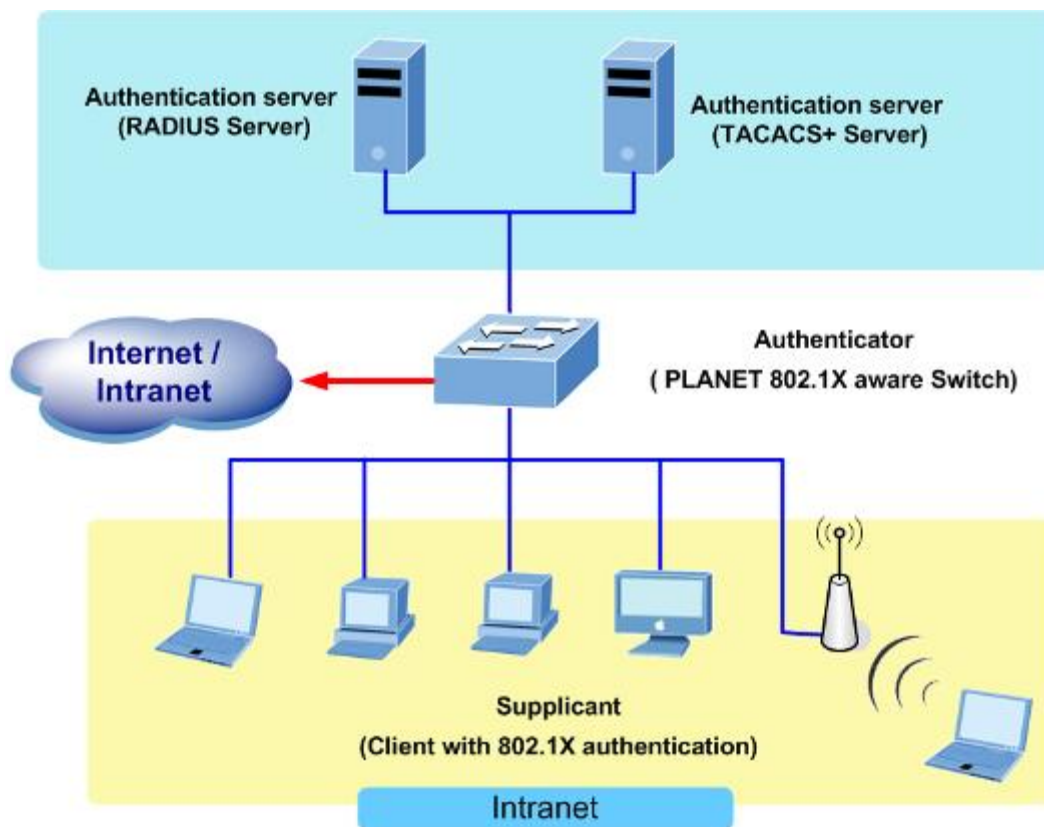 Authentication server
(RADIUS Server)
Authentication server
(TACACS+ Server)
Internet /
Intranet
Authenticator
( PLANET 802.1X aware Switch)
Supplicant
(Client with 802.1X authentication)
Intranet